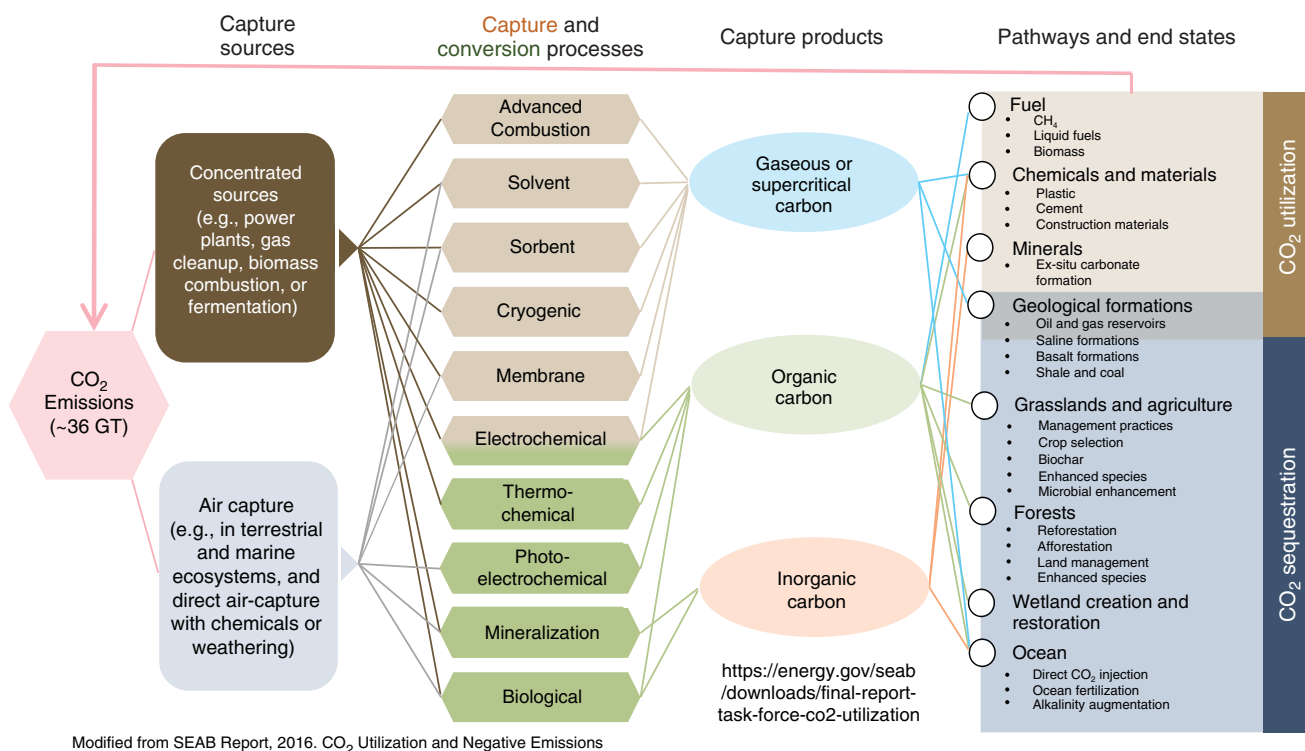 Capture
sources
Capture and
conversion processes
Capture products
Pathways and end states
CO₂
Emissions
(~36 GT)
Concentrated
sources
(e.g., power
plants, gas
cleanup, biomass
combustion, or
fermentation)
Air capture
(e.g., in terrestrial
and marine
ecosystems, and
direct air-capture
with chemicals or
weathering)
Advanced
Combustion
Solvent
Sorbent
Cryogenic
Membrane
Electrochemical
Thermo-
chemical
Photo-
electrochemical
Mineralization
Biological
Gaseous or
supercritical
carbon
Organic
carbon
Inorganic
carbon
https://energy.gov/seab
/downloads/final-report-
task-force-co2-utilization
Fuel
• CH₄
• Liquid fuels
• Biomass
Chemicals and materials
• Plastic
• Cement
• Construction materials
Minerals
• Ex-situ carbonate
formation
Geological formations
• Oil and gas reservoirs
• Saline formations
• Basalt formations
• Shale and coal
Grasslands and agriculture
• Management practices
• Crop selection
• Biochar
• Enhanced species
• Microbial enhancement
Forests
• Reforestation
• Afforestation
• Land management
• Enhanced species
Wetland creation and
restoration
Ocean
• Direct CO₂ injection
• Ocean fertilization
• Alkalinity augmentation
CO₂ utilization
CO₂ sequestration
Modified from SEAB Report, 2016. CO₂ Utilization and Negative Emissions